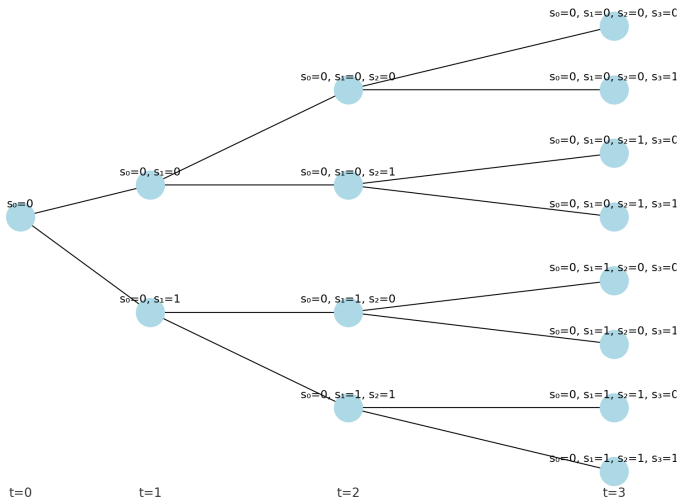 s₀=0, s₁=0, s₂=0, s₃=0
s₀=0, s₁=0, s₂=0
s₀=0, s₁=0, s₂=0, s₃=1
s₀=0, s₁=0, s₂=1, s₃=0
s₀=0, s₁=0
s₀=0, s₁=0, s₂=1
s₀=0
s₀=0, s₁=0, s₂=1, s₃=1
s₀=0, s₁=1, s₂=0, s₃=0
s₀=0, s₁=1
s₀=0, s₁=1, s₂=0
s₀=0, s₁=1, s₂=0, s₃=1
s₀=0, s₁=1, s₂=1
s₀=0, s₁=1, s₂=1, s₃=0
s₀=0, s₁=1, s₂=1, s₃=1
t=0 t=1 t=2 t=3